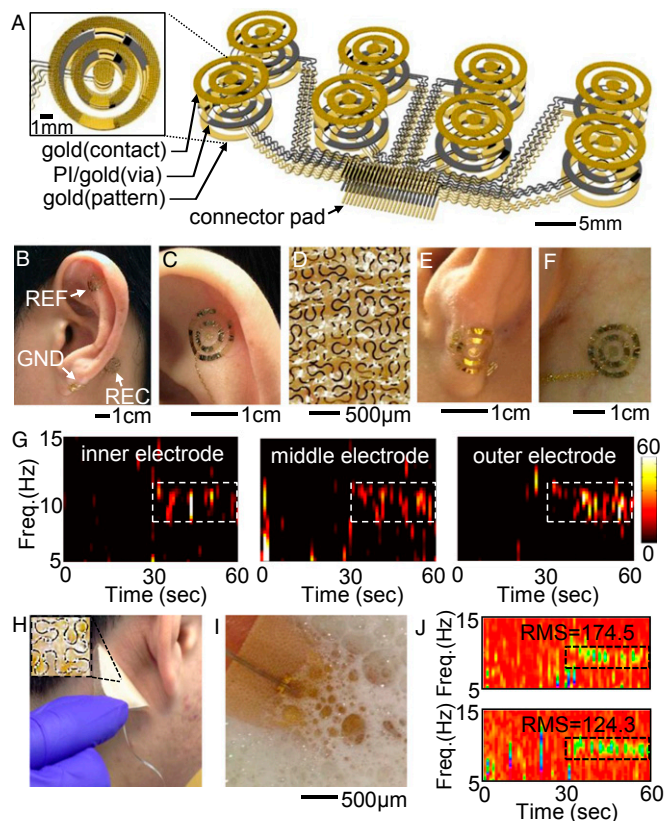 A
1mm
gold(contact)
PI/gold(via)
gold(pattern)
connector pad
5mm
B
REF
GND
REC
1cm
C
1cm
D
500μm
E
1cm
F
1cm
G
Freq.(Hz)
15
10
5
inner electrode
middle electrode
outer electrode
60
0
0 30 60
0 30 60
0 30 60
Time (sec)
Time (sec)
Time (sec)
H
I
500μm
J
Freq.(Hz)
15
5
RMS=174.5
Freq.(Hz)
15
5
RMS=124.3
0 30 60
Time (sec)